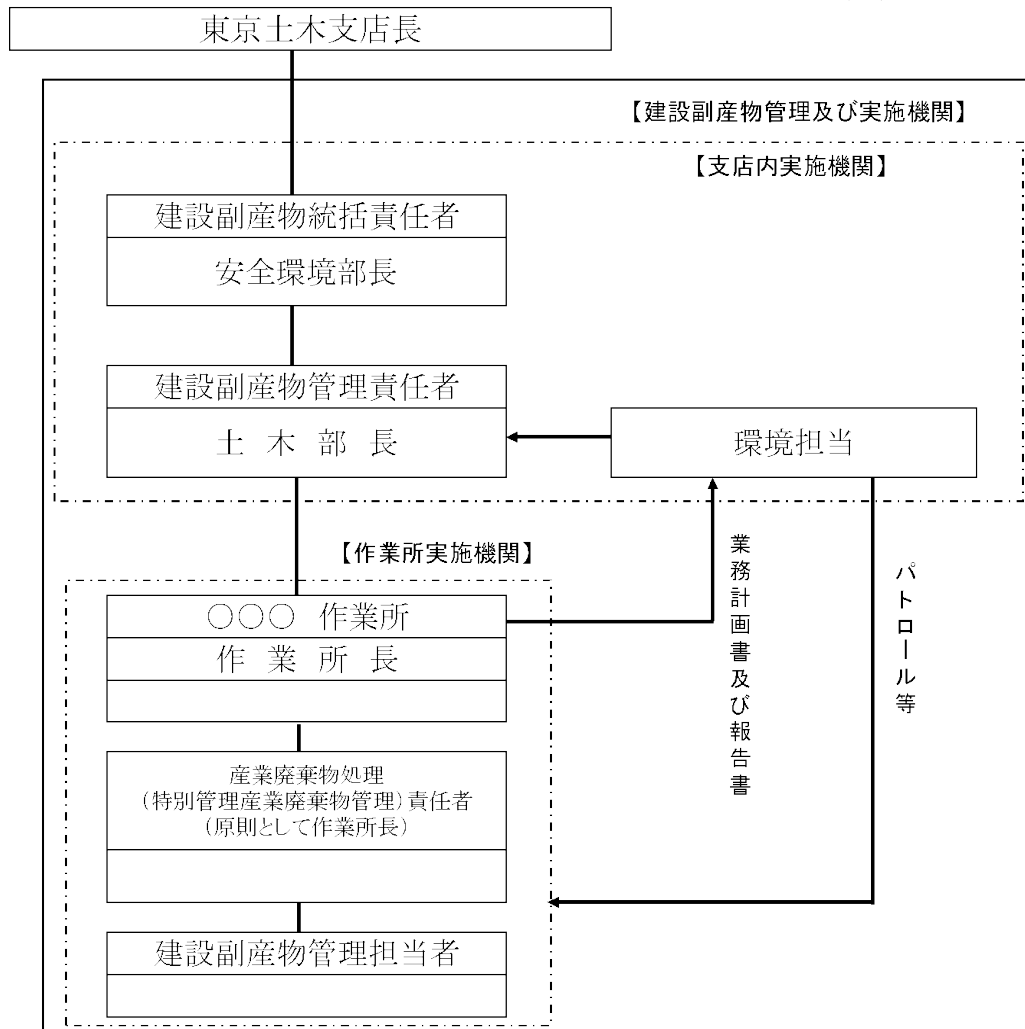 東京土木支店長
【建設副産物管理及び実施機関】
【支店内実施機関】
建設副産物統括責任者
安全環境部長
建設副産物管理責任者
土 木 部 長
環境担当
【作業所実施機関】
○○○ 作業所
作 業 所 長
業務計画書及び報告書
パトロール等
産業廃棄物処理
(特別管理産業廃棄物管理)責任者
(原則として作業所長)
建設副産物管理担当者